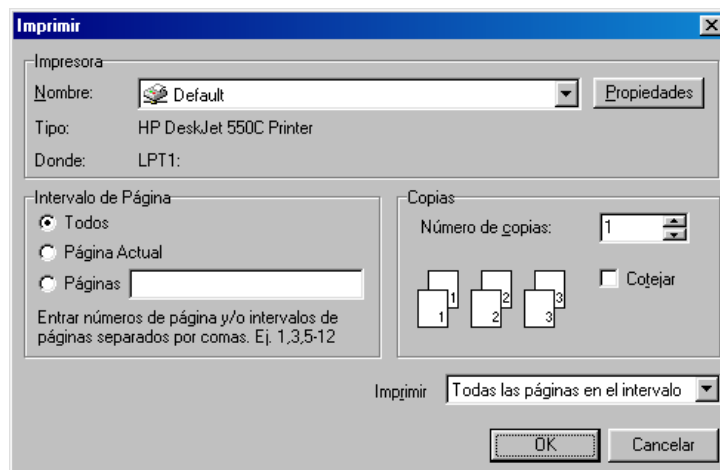 Imprimir
Impresora
Nombre: Default Propiedades
Tipo: HP DeskJet 550C Printer
Donde: LPT1:
Intervalo de Página
Todos
Página Actual
Páginas
Entrar números de página y/o intervalos de
páginas separados por comas. Ej. 1,3,5-12
Copias
Número de copias: 1
1 1 2 2 3 3
Cotejar
Imprimir Todas las páginas en el intervalo
OK Cancelar